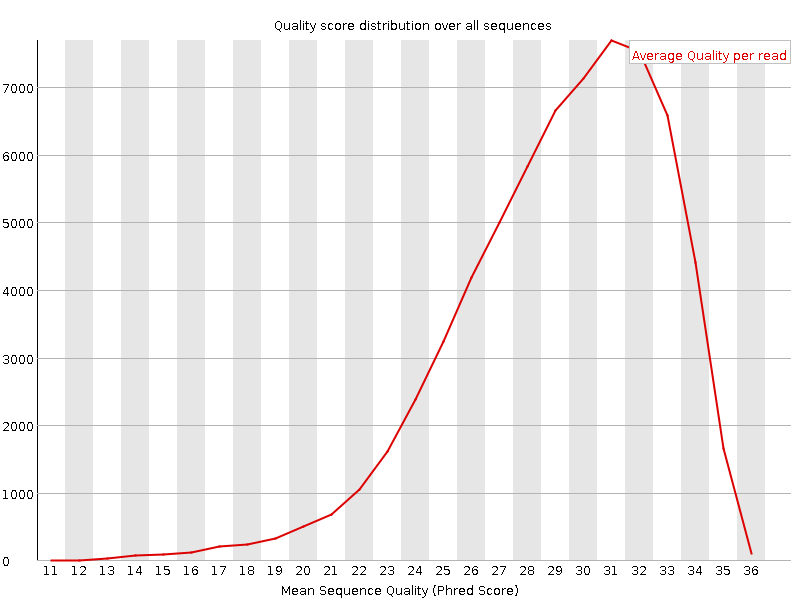 Quality score distribution over all sequences
Average Quality per read
7000
6000
5000
4000
3000
2000
1000
0
11 12 13 14 15 16 17 18 19 20 21 22 23 24 25 26 27 28 29 30 31 32 33 34 35 36
Mean Sequence Quality (Phred Score)